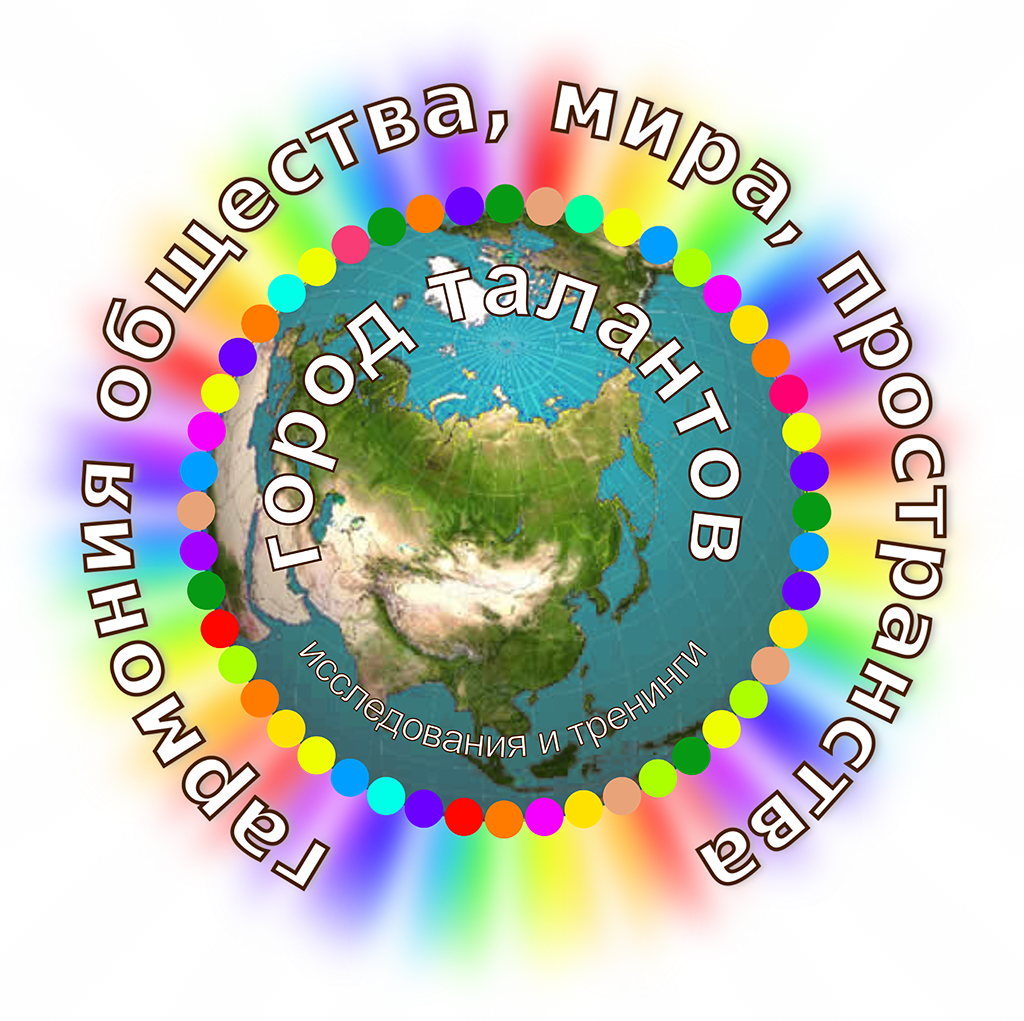 гармония общества, мира, пространства
город талантов
исследования и тренинги